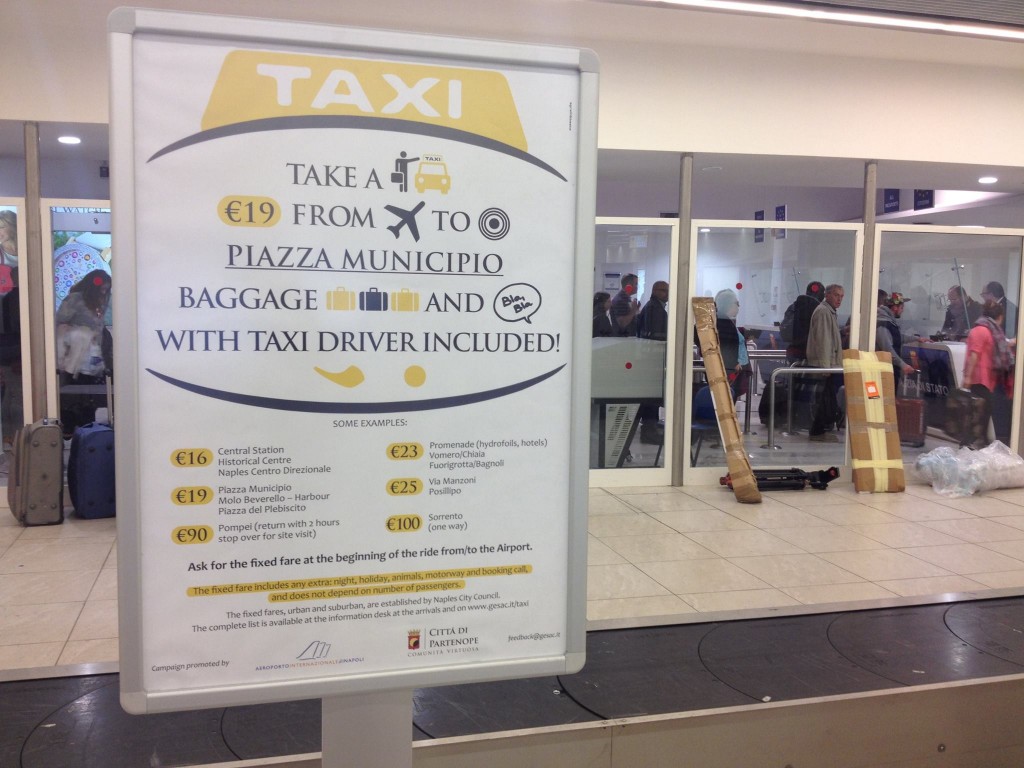 TAXI
TAKE A TAXI
€19 FROM TO
PIAZZA MUNICIPIO
BAGGAGE AND Bla, Bla
WITH TAXI DRIVER INCLUDED!
SOME EXAMPLES:
€16 Central Station
Historical Centre
Naples Centro Direzionale
€19 Piazza Municipio
Molo Beverello – Harbour
Piazza del Plebiscito
€90 Pompei (return with 2 hours
stop over for site visit)
€23 Promenade (hydrofoils, hotels)
Vomero/Chiaia
Fuorigrotta/Bagnoli
€25 Via Manzoni
Posillipo
€100 Sorrento
(one way)
Ask for the fixed fare at the beginning of the ride from/to the Airport.
The fixed fare includes any extra: night, holiday, animals, motorway and booking call,
and does not depend on number of passengers.
The fixed fares, urban and suburban, are established by Naples City Council.
The complete list is available at the information desk at the arrivals and on www.gesac.it/taxi
Campaign promoted by
AEROPORTOINTERNAZIONALEDINAPOLI
CITTÀ DI
PARTENOPE
COMUNITÀ VIRTUOSA
feedback@gesac.it